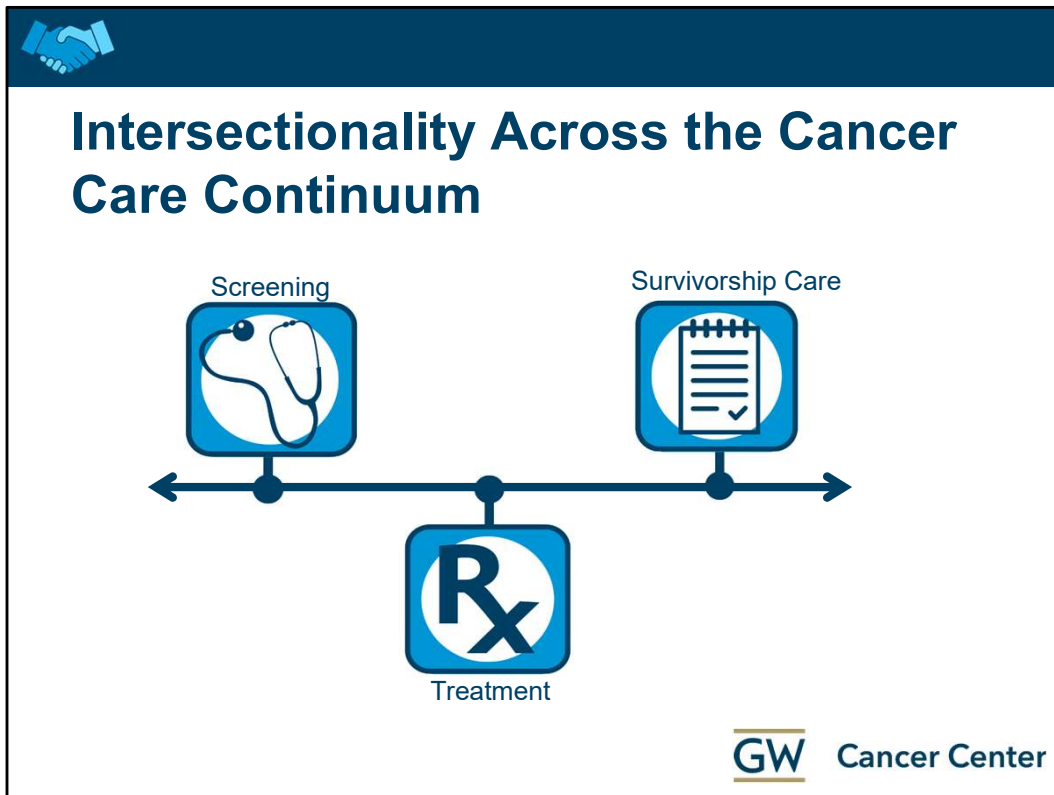 Intersectionality Across the Cancer
Care Continuum
Screening
Survivorship Care
Rx
Treatment
GW Cancer Center